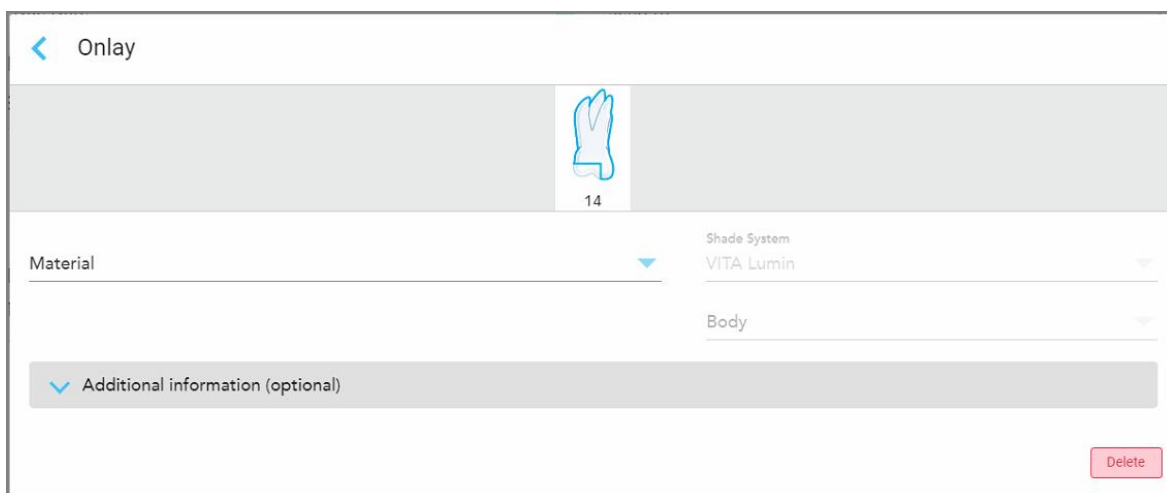 Onlay
14
Material
Shade System
VITA Lumin
Body
Additional information (optional)
Delete